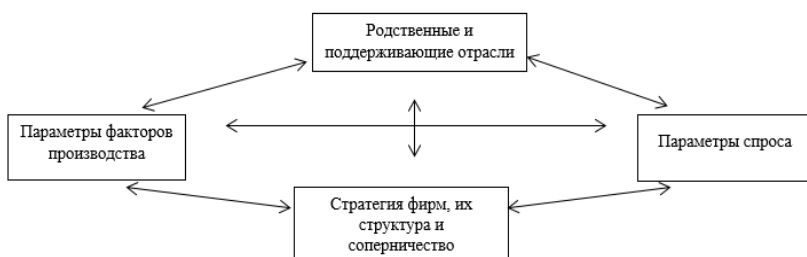 Родственные и
поддерживающие отрасли
Параметры факторов
производства
Параметры спроса
Стратегия фирм, их
структура и
соперничество